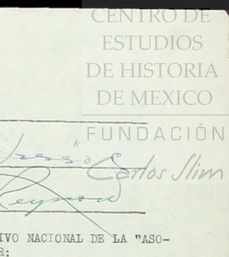 CENTRO DE
ESTUDIOS
DE HISTORIA
DE MEXICO
FUNDACIÓN
Carlos Slim
IVO NACIONAL DE LA "ASO-
R: